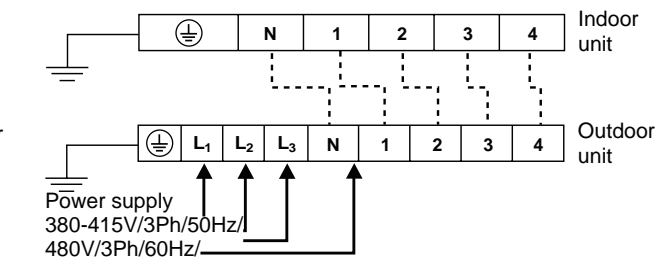 N 1 2 3 4
Indoor
unit
L₁ L₂ L₃ N 1 2 3 4
Outdoor
unit
Power supply
380-415V/3Ph/50Hz/
480V/3Ph/60Hz/